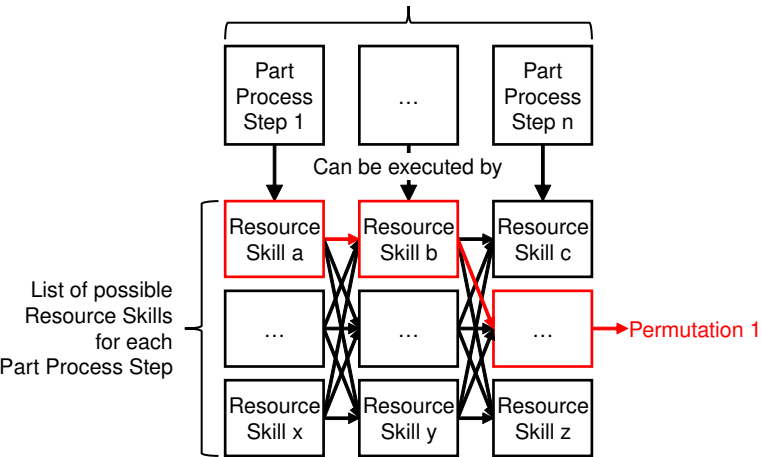 Part
Process
Step 1
…
Part
Process
Step n
Can be executed by
Resource
Skill a
Resource
Skill b
Resource
Skill c
List of possible
Resource Skills
for each
Part Process Step
…
…
…
Permutation 1
Resource
Skill x
Resource
Skill y
Resource
Skill z